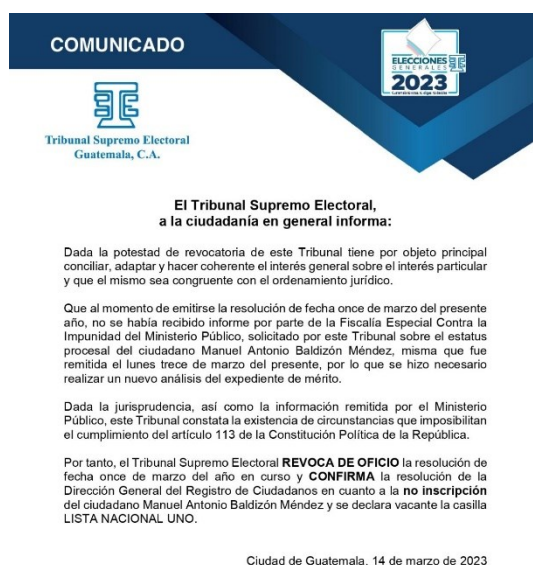 COMUNICADO
ELECCIONES
GENERALES
2023
Tribunal Supremo Electoral
Guatemala, C.A.
El Tribunal Supremo Electoral,
a la ciudadanía en general informa:
Dada la potestad de revocatoria de este Tribunal tiene por objeto principal
conciliar, adaptar y hacer coherente el interés general sobre el interés particular
y que el mismo sea congruente con el ordenamiento jurídico.
Que al momento de emitirse la resolución de fecha once de marzo del presente
año, no se había recibido informe por parte de la Fiscalía Especial Contra la
Impunidad del Ministerio Público, solicitado por este Tribunal sobre el estatus
procesal del ciudadano Manuel Antonio Baldizón Méndez, misma que fue
remitida el lunes trece de marzo del presente, por lo que se hizo necesario
realizar un nuevo análisis del expediente de mérito.
Dada la jurisprudencia, así como la información remitida por el Ministerio
Público, este Tribunal constata la existencia de circunstancias que imposibilitan
el cumplimiento del artículo 113 de la Constitución Política de la República.
Por tanto, el Tribunal Supremo Electoral REVOCA DE OFICIO la resolución de
fecha once de marzo del año en curso y CONFIRMA la resolución de la
Dirección General del Registro de Ciudadanos en cuanto a la no inscripción
del ciudadano Manuel Antonio Baldizón Méndez y se declara vacante la casilla
LISTA NACIONAL UNO.
Ciudad de Guatemala, 14 de marzo de 2023